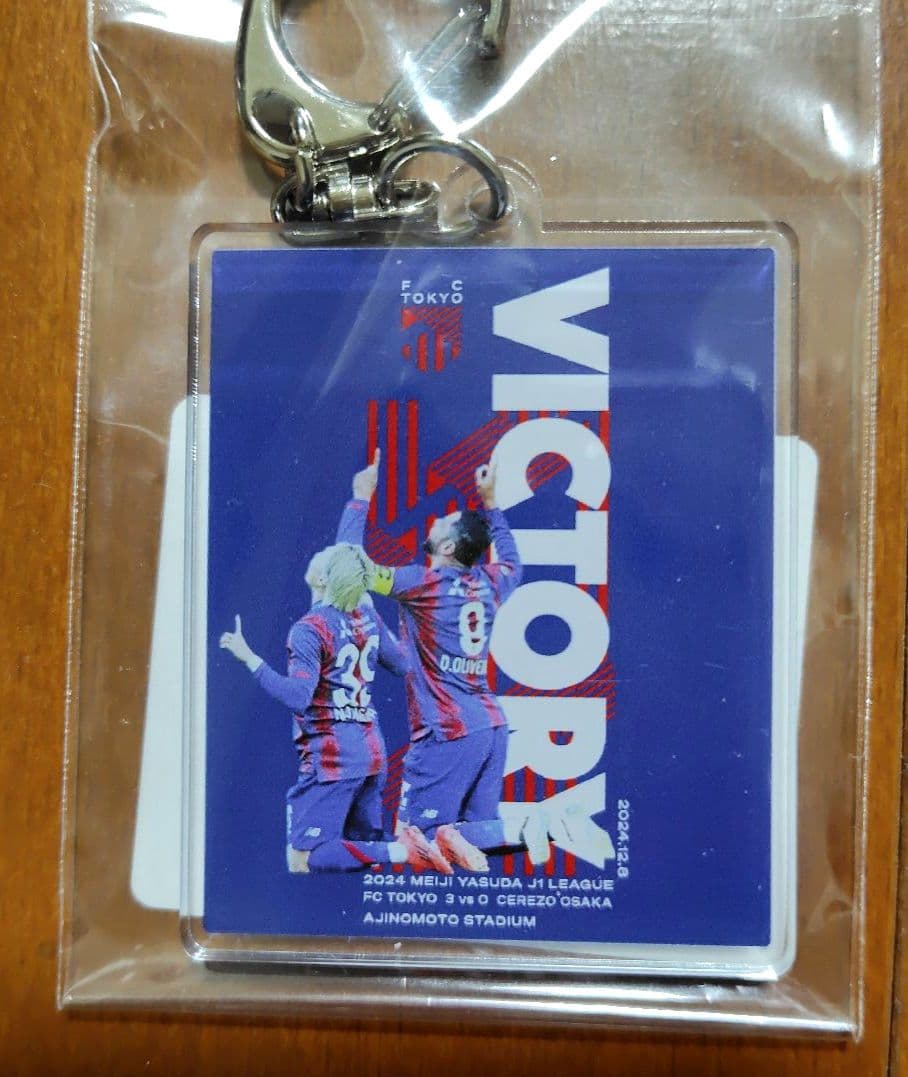 F C
TOKYO
VICTORY
39
9
D.OLIVEI
2024.12.8
2024 MEIJI YASUDA J1 LEAGUE
FC TOKYO 3 vs 0 CEREZO OSAKA
AJINOMOTO STADIUM